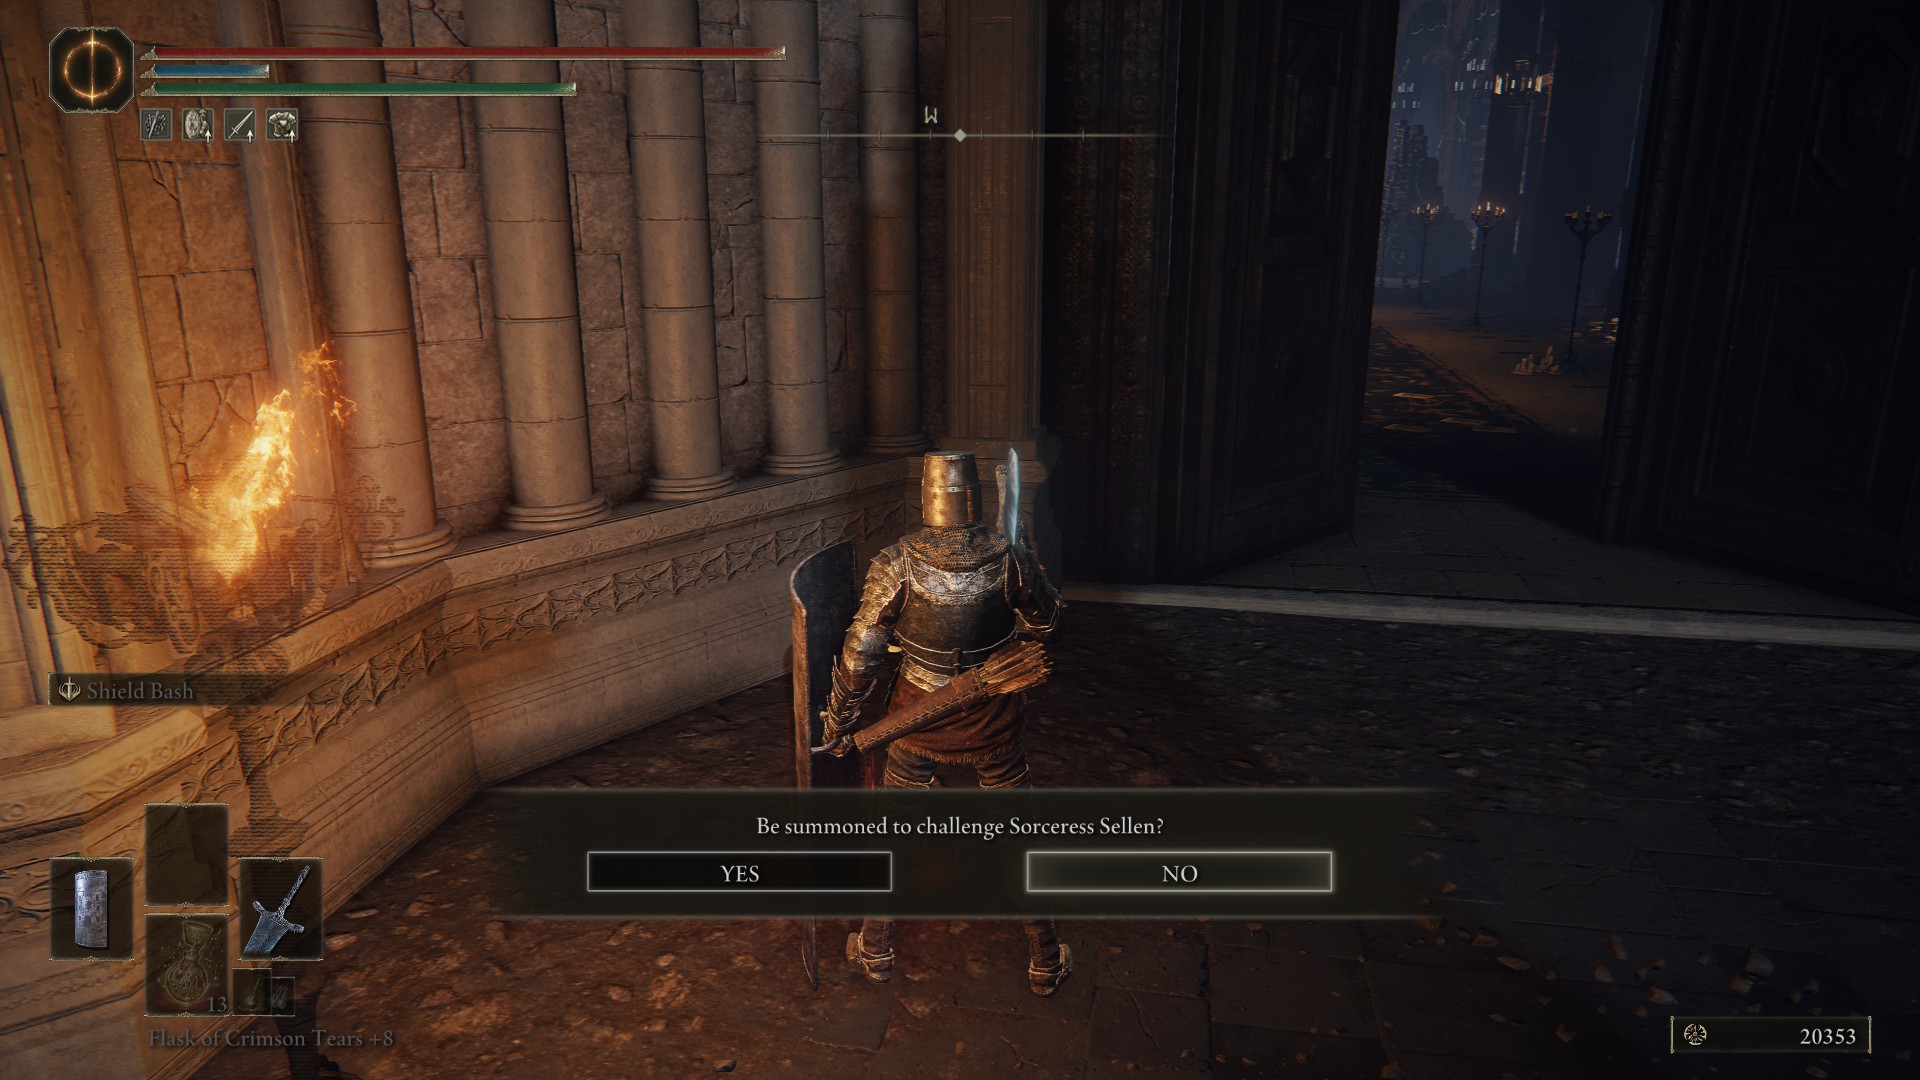 W
Shield Bash
Be summoned to challenge Sorceress Sellen?
YES
NO
13
Flask of Crimson Tears +8
20353